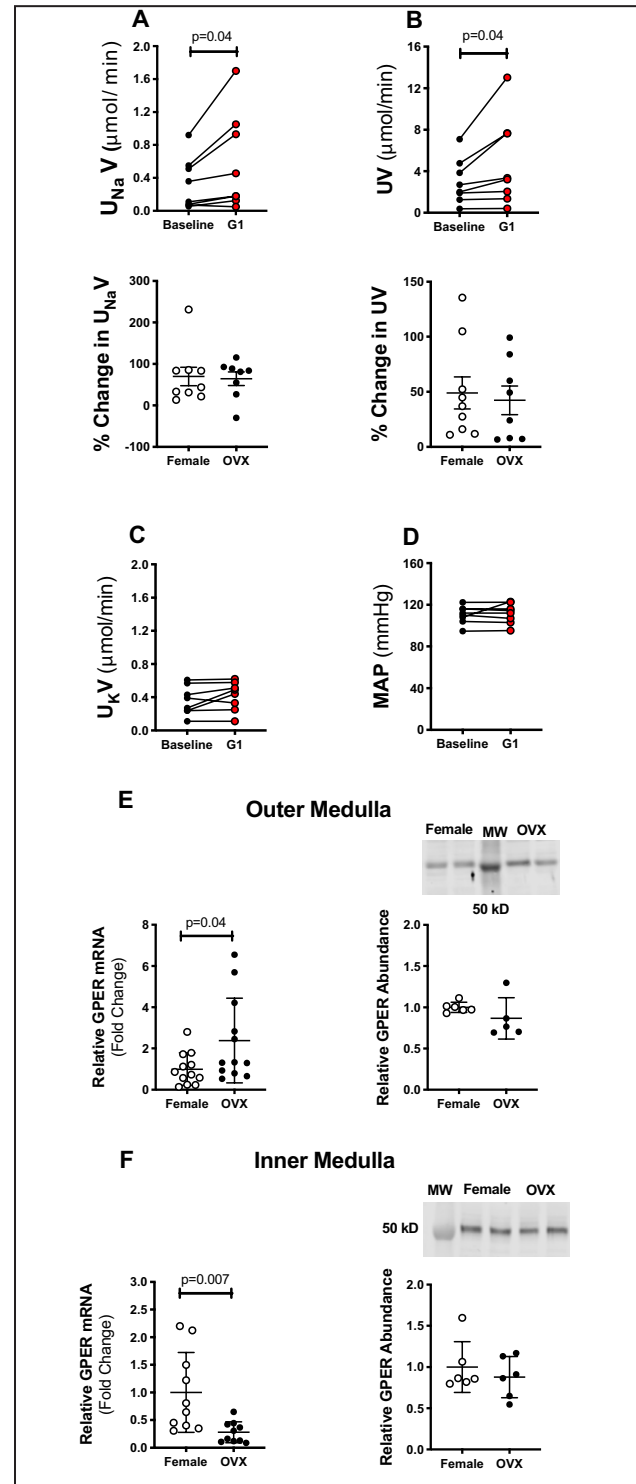 A
p=0.04
U_Na V (µmol/ min)
2.0
1.6
1.2
0.8
0.4
0.0
Baseline G1
B
p=0.04
UV (µmol/min)
16
12
8
4
0
Baseline G1
% Change in U_NaV
300
200
100
0
-100
Female OVX
% Change in UV
150
100
50
0
Female OVX
C
U_KV (µmol/min)
2.0
1.6
1.2
0.8
0.4
0.0
Baseline G1
D
MAP (mmHg)
160
120
80
40
0
Baseline G1
E
Outer Medulla
Female MW OVX
50 kD
p=0.04
Relative GPER mRNA
(Fold Change)
8
6
4
2
0
Female OVX
Relative GPER Abundance
2.0
1.5
1.0
0.5
0.0
Female OVX
F
Inner Medulla
MW Female OVX
50 kD
p=0.007
Relative GPER mRNA
(Fold Change)
3.0
2.5
2.0
1.5
1.0
0.5
0.0
Female OVX
Relative GPER Abundance
2.0
1.5
1.0
0.5
0.0
Female OVX